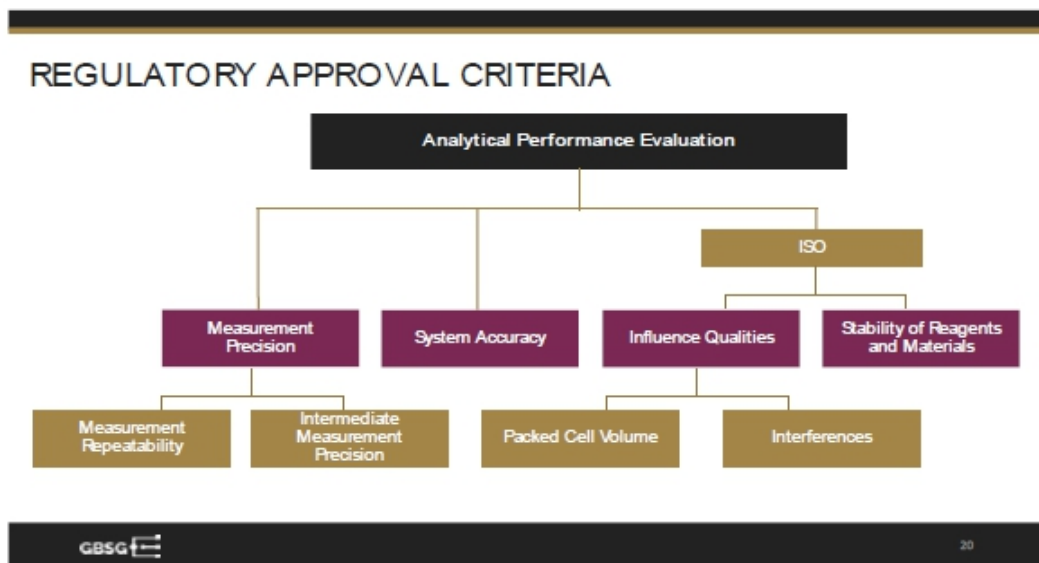 REGULATORY APPROVAL CRITERIA
Analytical Performance Evaluation
ISO
Measurement
Precision
System Accuracy
Influence Qualities
Stability of Reagents
and Materials
Measurement
Repeatability
Intermediate
Measurement
Precision
Packed Cell Volume
Interferences
GBSG
20